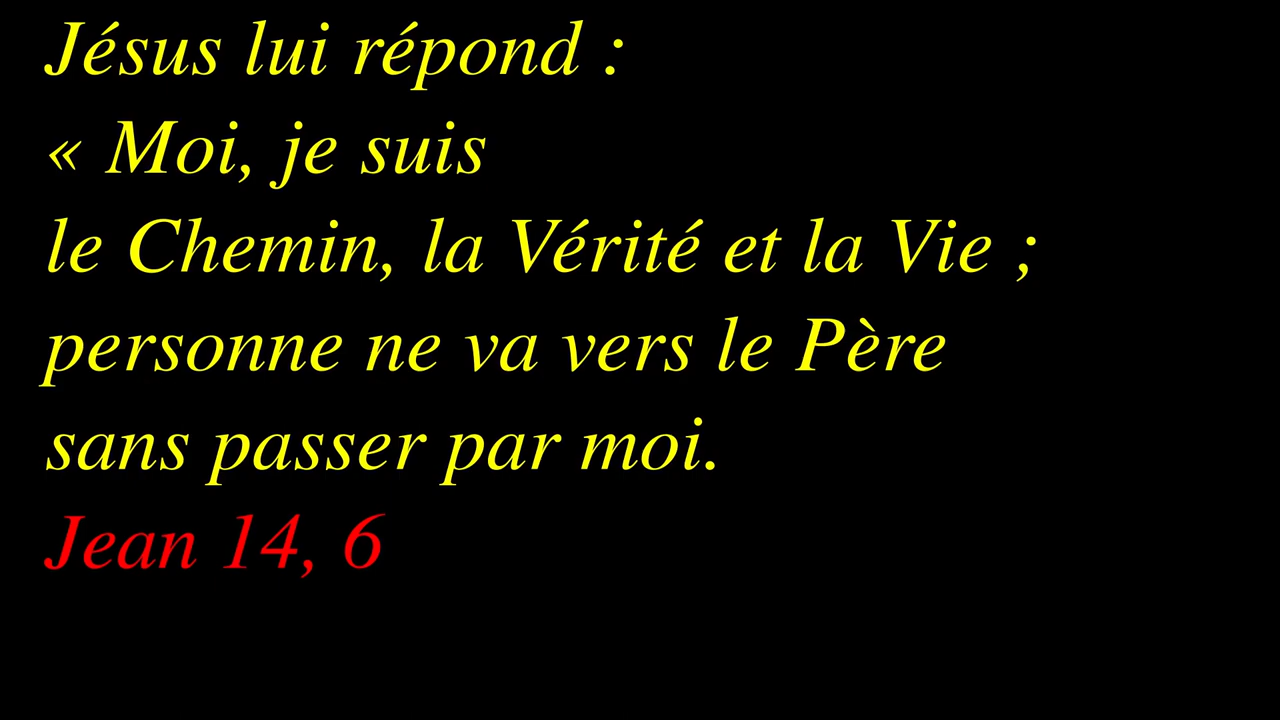 Jésus lui répond :
« Moi, je suis
le Chemin, la Vérité et la Vie ;
personne ne va vers le Père
sans passer par moi.
Jean 14, 6